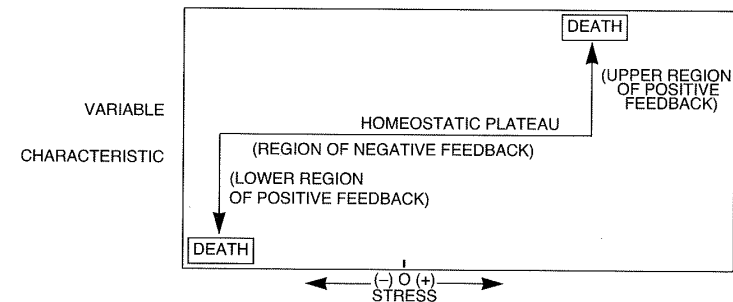 DEATH
(UPPER REGION
OF POSITIVE
FEEDBACK)
VARIABLE
HOMEOSTATIC PLATEAU
CHARACTERISTIC
(REGION OF NEGATIVE FEEDBACK)
(LOWER REGION
OF POSITIVE FEEDBACK)
DEATH
(–) O (+)
STRESS